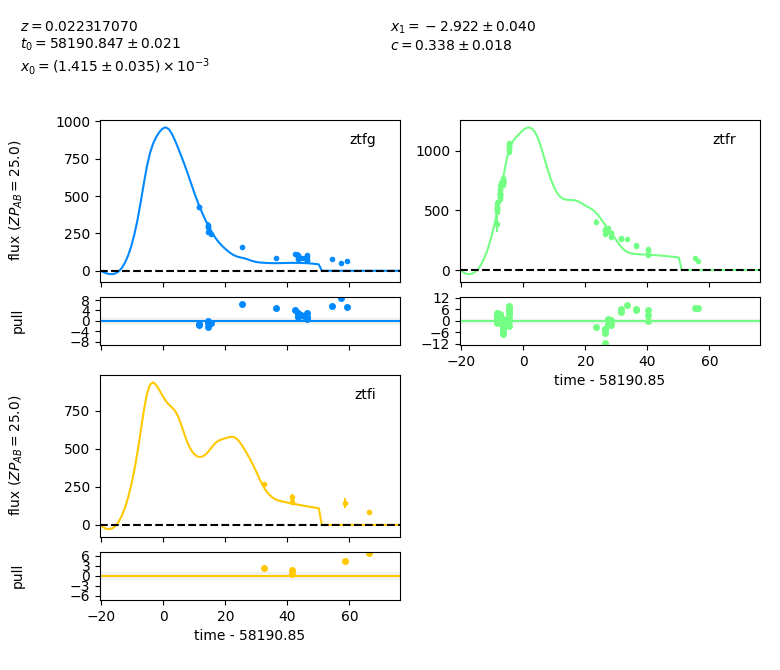 z = 0.022317070
t₀ = 58190.847 ± 0.021
x₀ = (1.415 ± 0.035) × 10⁻³
x₁ = −2.922 ± 0.040
c = 0.338 ± 0.018
flux (ZP_AB = 25.0)
1000
750
500
250
0
ztfg
pull
8
4
0
−4
−8
1000
500
0
ztfr
12
6
0
−6
−12
−20 0 20 40 60
time - 58190.85
flux (ZP_AB = 25.0)
750
500
250
0
ztfi
pull
6
3
0
−3
−6
−20 0 20 40 60
time - 58190.85